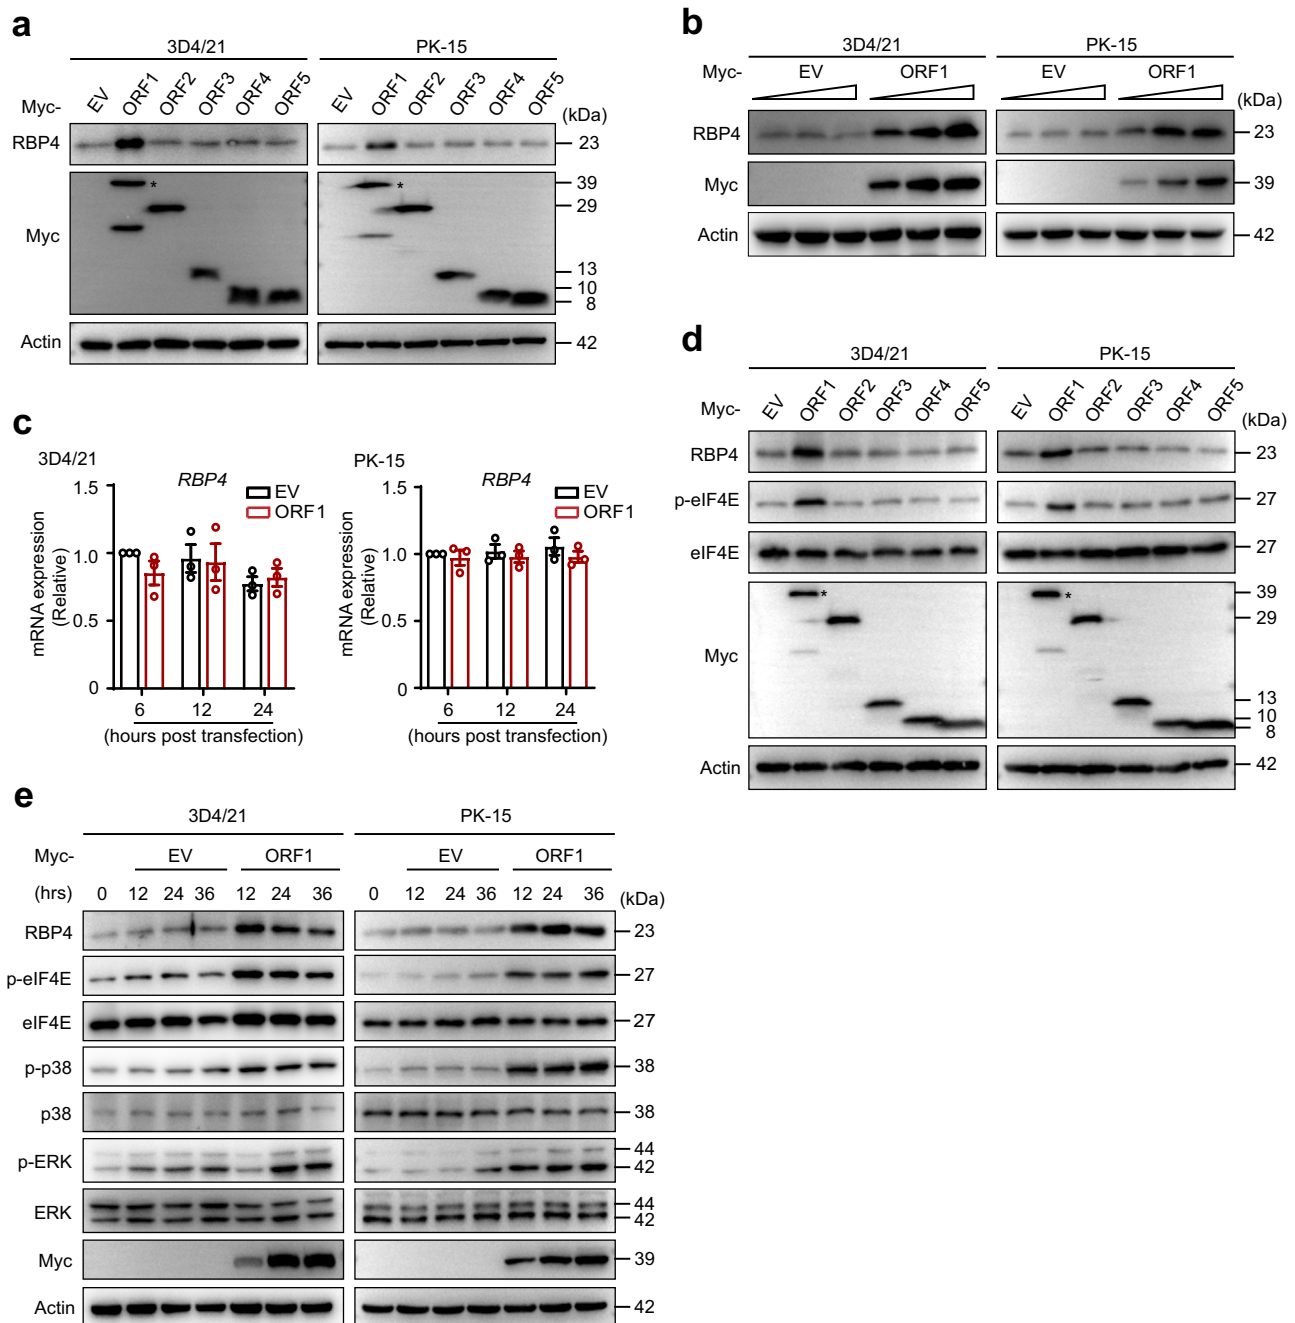 a
3D4/21 PK-15
Myc- EV ORF1 ORF2 ORF3 ORF4 ORF5 EV ORF1 ORF2 ORF3 ORF4 ORF5 (kDa)
RBP4 23
Myc * * 39
29
13
10
8
Actin 42
b
3D4/21 PK-15
Myc- EV ORF1 EV ORF1
(kDa)
RBP4 23
Myc 39
Actin 42
c
3D4/21 RBP4 EV ORF1
mRNA expression (Relative)
1.5
1.0
0.5
0
6 12 24
(hours post transfection)
PK-15 RBP4 EV ORF1
mRNA expression (Relative)
1.5
1.0
0.5
0
6 12 24
(hours post transfection)
d
3D4/21 PK-15
Myc- EV ORF1 ORF2 ORF3 ORF4 ORF5 EV ORF1 ORF2 ORF3 ORF4 ORF5 (kDa)
RBP4 23
p-eIF4E 27
eIF4E 27
Myc * * 39
29
13
10
8
Actin 42
e
3D4/21 PK-15
Myc- EV ORF1 EV ORF1
(hrs) 0 12 24 36 12 24 36 0 12 24 36 12 24 36 (kDa)
RBP4 23
p-eIF4E 27
eIF4E 27
p-p38 38
p38 38
p-ERK 44
42
ERK 44
42
Myc 39
Actin 42